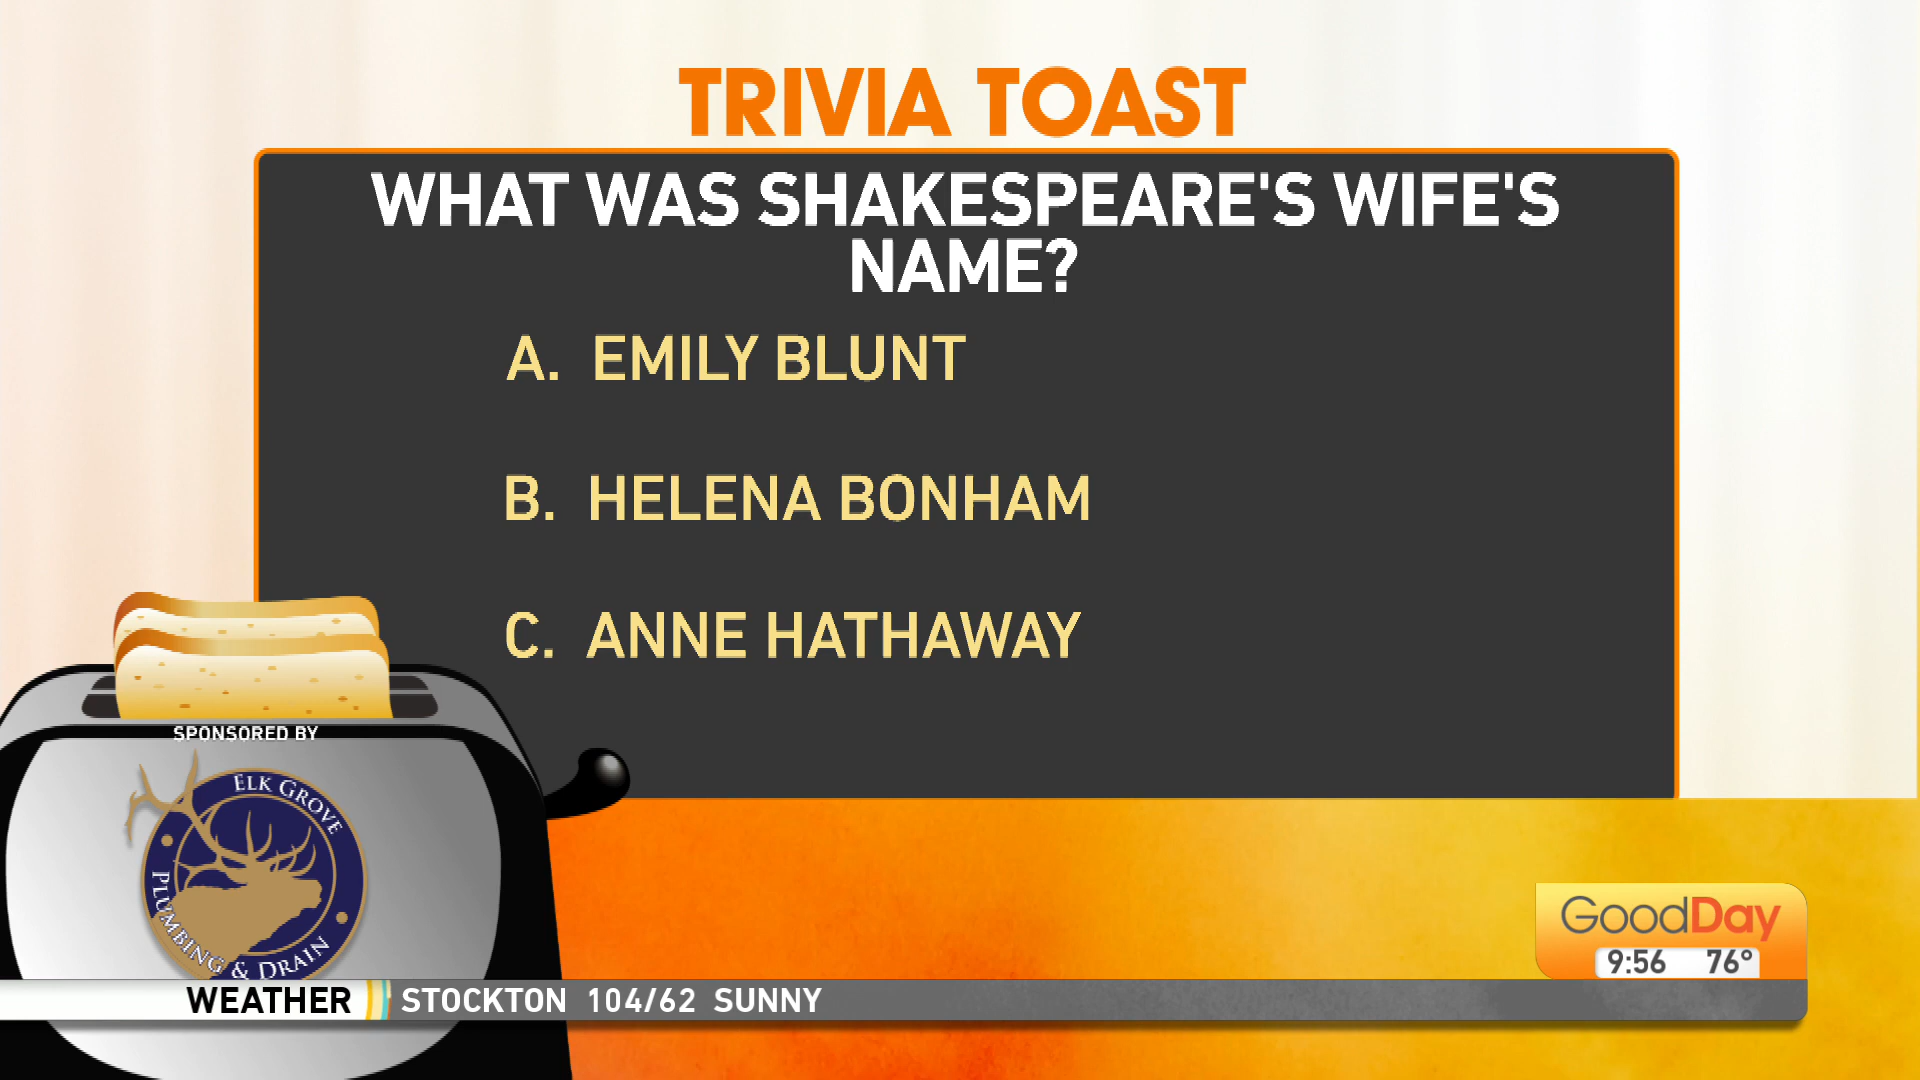 TRIVIA TOAST
WHAT WAS SHAKESPEARE'S WIFE'S
NAME?
A. EMILY BLUNT
B. HELENA BONHAM
C. ANNE HATHAWAY
SPONSORED BY
ELK GROVE
PLUMBING & DRAIN
GoodDay
9:56 76°
WEATHER STOCKTON 104/62 SUNNY